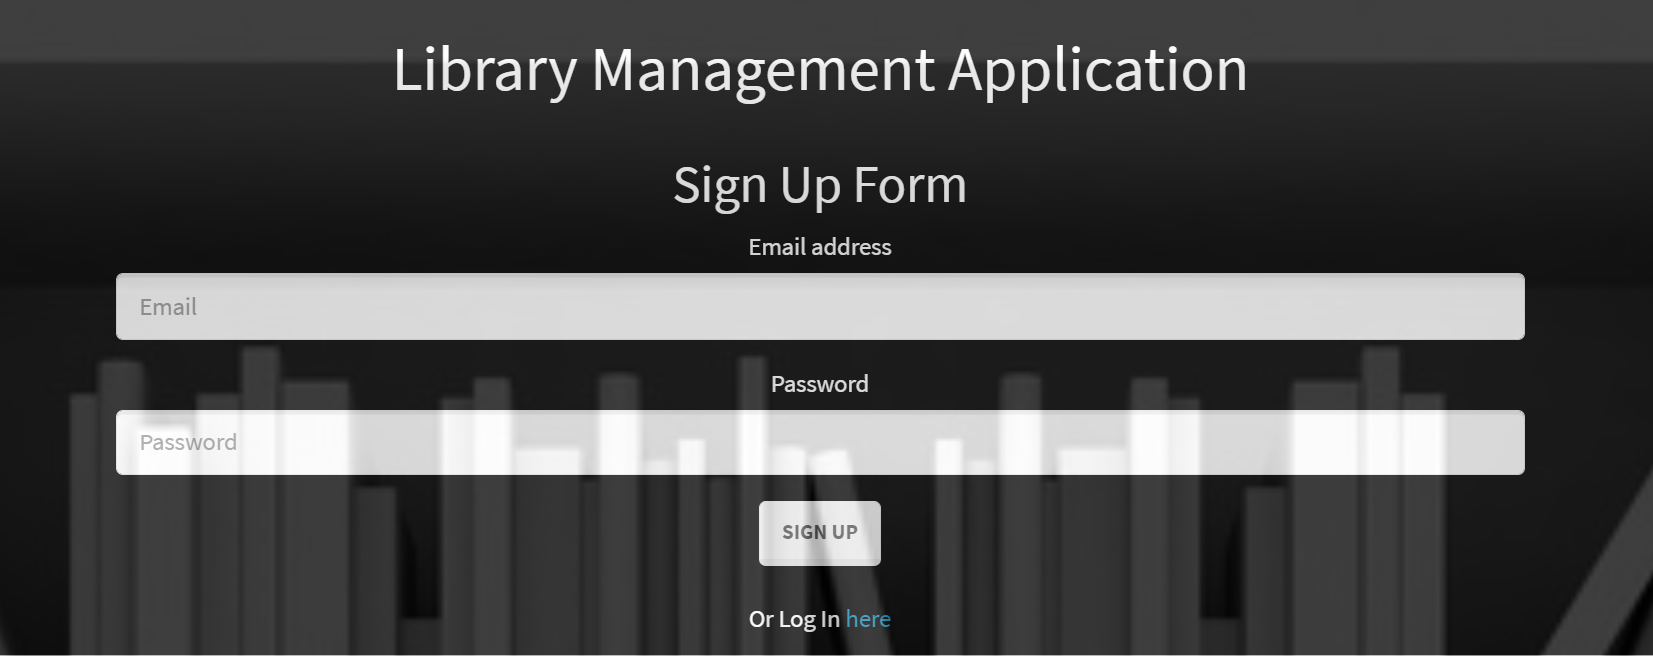 Library Management Application
Sign Up Form
Email address
Email
Password
Password
SIGN UP
Or Log In here